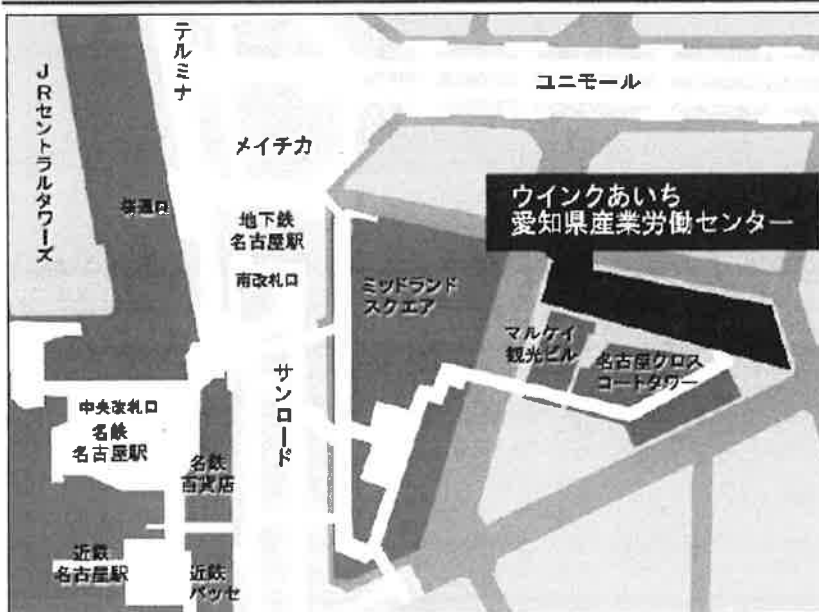 テルミナ
JRセントラルタワーズ
ユニモール
メイチカ
ウインクあいち
愛知県産業労働センター
地下鉄
名古屋駅
南改札口
ミッドランド
スクエア
マルケイ
観光ビル
名古屋クロス
コートタワー
サンロード
中央改札口
名鉄
名古屋駅
名鉄
百貨店
近鉄
名古屋駅
近鉄
パッセ